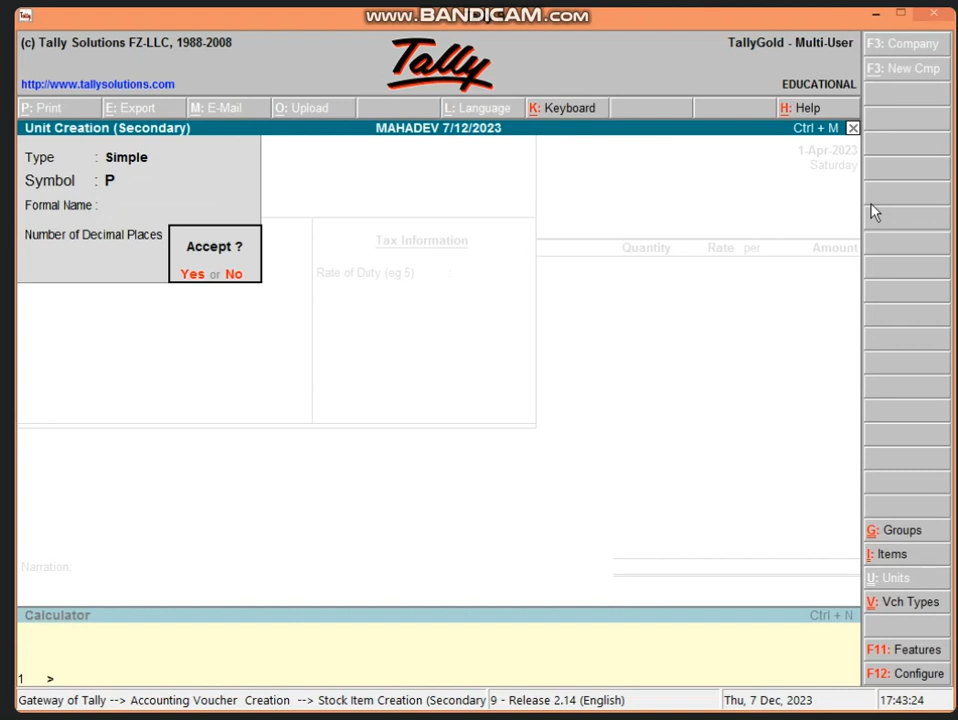 www.BANDICAM.com
Tally
(c) Tally Solutions FZ-LLC, 1988-2008
TallyGold - Multi-User
Tally
http://www.tallysolutions.com
EDUCATIONAL
P: Print
E: Export
M: E-Mail
O: Upload
L: Language
K: Keyboard
H: Help
Unit Creation (Secondary)
MAHADEV 7/12/2023
Ctrl + M
Type : Simple
Symbol : P
Formal Name :
Number of Decimal Places
Accept ?
Yes or No
1-Apr-2023
Saturday
Tax Information
Rate of Duty (eg 5) :
Quantity Rate per Amount
Narration:
Calculator
Ctrl + N
1 >
Gateway of Tally --> Accounting Voucher Creation --> Stock Item Creation (Secondary
9 - Release 2.14 (English)
Thu, 7 Dec, 2023
17:43:24
F3: Company
F3: New Cmp
G: Groups
I: Items
U: Units
V: Vch Types
F11: Features
F12: Configure